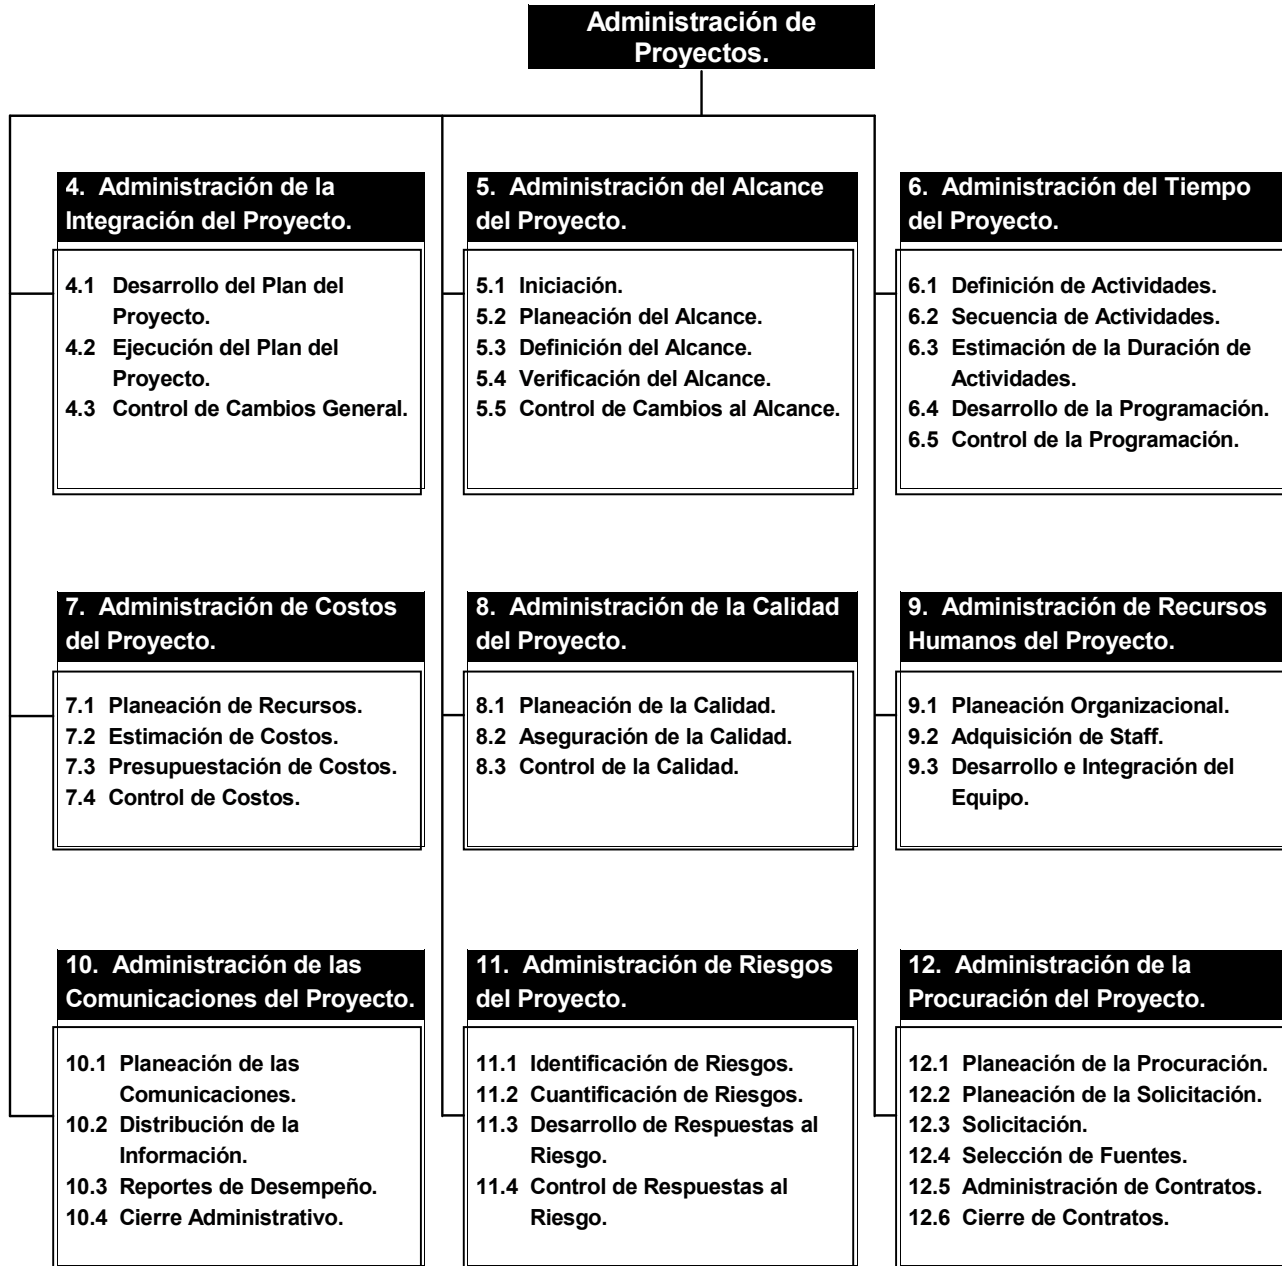 Administración de
Proyectos.
4. Administración de la
Integración del Proyecto.
4.1 Desarrollo del Plan del
Proyecto.
4.2 Ejecución del Plan del
Proyecto.
4.3 Control de Cambios General.
5. Administración del Alcance
del Proyecto.
5.1 Iniciación.
5.2 Planeación del Alcance.
5.3 Definición del Alcance.
5.4 Verificación del Alcance.
5.5 Control de Cambios al Alcance.
6. Administración del Tiempo
del Proyecto.
6.1 Definición de Actividades.
6.2 Secuencia de Actividades.
6.3 Estimación de la Duración de
Actividades.
6.4 Desarrollo de la Programación.
6.5 Control de la Programación.
7. Administración de Costos
del Proyecto.
7.1 Planeación de Recursos.
7.2 Estimación de Costos.
7.3 Presupuestación de Costos.
7.4 Control de Costos.
8. Administración de la Calidad
del Proyecto.
8.1 Planeación de la Calidad.
8.2 Aseguración de la Calidad.
8.3 Control de la Calidad.
9. Administración de Recursos
Humanos del Proyecto.
9.1 Planeación Organizacional.
9.2 Adquisición de Staff.
9.3 Desarrollo e Integración del
Equipo.
10. Administración de las
Comunicaciones del Proyecto.
10.1 Planeación de las
Comunicaciones.
10.2 Distribución de la
Información.
10.3 Reportes de Desempeño.
10.4 Cierre Administrativo.
11. Administración de Riesgos
del Proyecto.
11.1 Identificación de Riesgos.
11.2 Cuantificación de Riesgos.
11.3 Desarrollo de Respuestas al
Riesgo.
11.4 Control de Respuestas al
Riesgo.
12. Administración de la
Procuración del Proyecto.
12.1 Planeación de la Procuración.
12.2 Planeación de la Solicitación.
12.3 Solicitación.
12.4 Selección de Fuentes.
12.5 Administración de Contratos.
12.6 Cierre de Contratos.